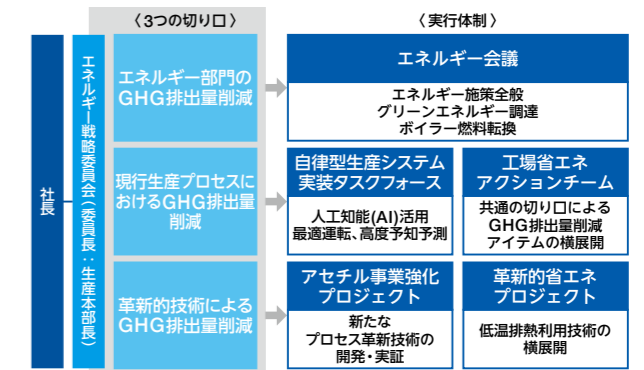 〈3つの切り口〉
〈実行体制〉
社長
エネルギー戦略委員会（委員長：生産本部長）
エネルギー部門の
GHG排出量削減
エネルギー会議
エネルギー施策全般
グリーンエネルギー調達
ボイラー燃料転換
現行生産プロセスに
おけるGHG排出量
削減
自律型生産システム
実装タスクフォース
人工知能(AI)活用
最適運転、高度予知予測
工場省エネ
アクションチーム
共通の切り口による
GHG排出量削減
アイテムの横展開
革新的技術による
GHG排出量削減
アセチル事業強化
プロジェクト
新たな
プロセス革新技術の
開発・実証
革新的省エネ
プロジェクト
低温排熱利用技術の
横展開